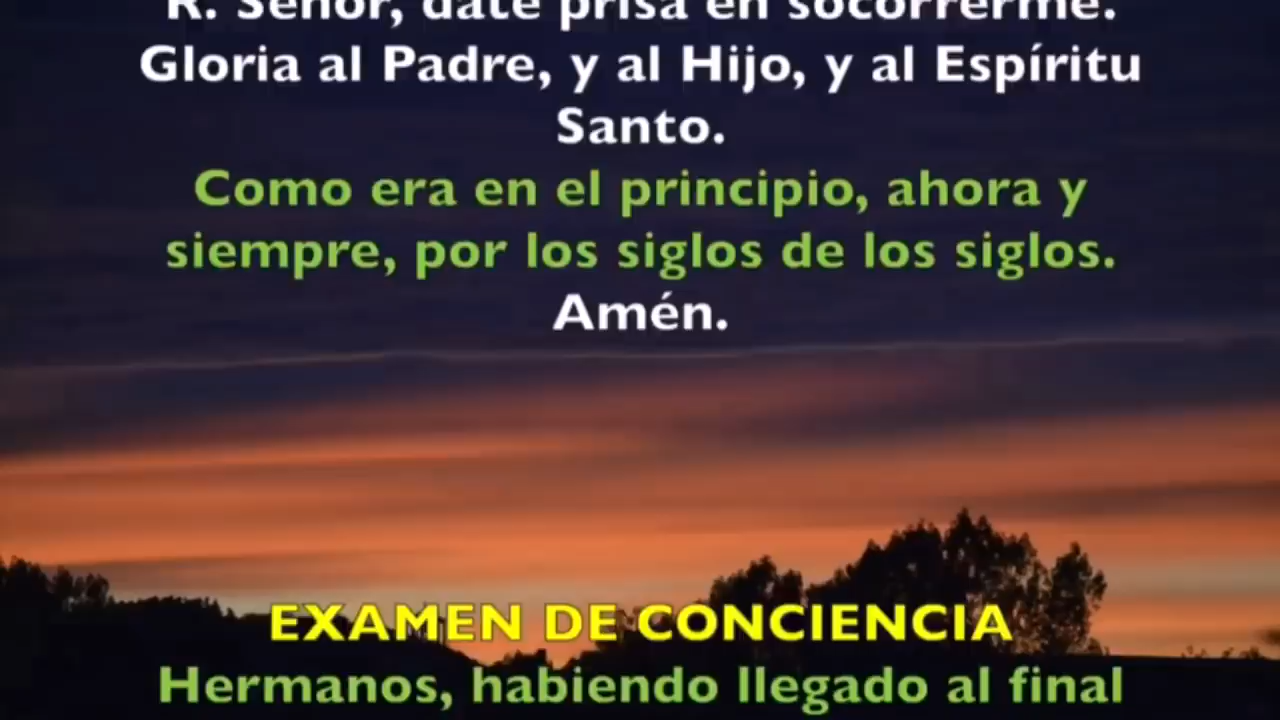 R. Señor, date prisa en socorrerme.
Gloria al Padre, y al Hijo, y al Espíritu
Santo.
Como era en el principio, ahora y
siempre, por los siglos de los siglos.
Amén.
EXAMEN DE CONCIENCIA
Hermanos, habiendo llegado al final